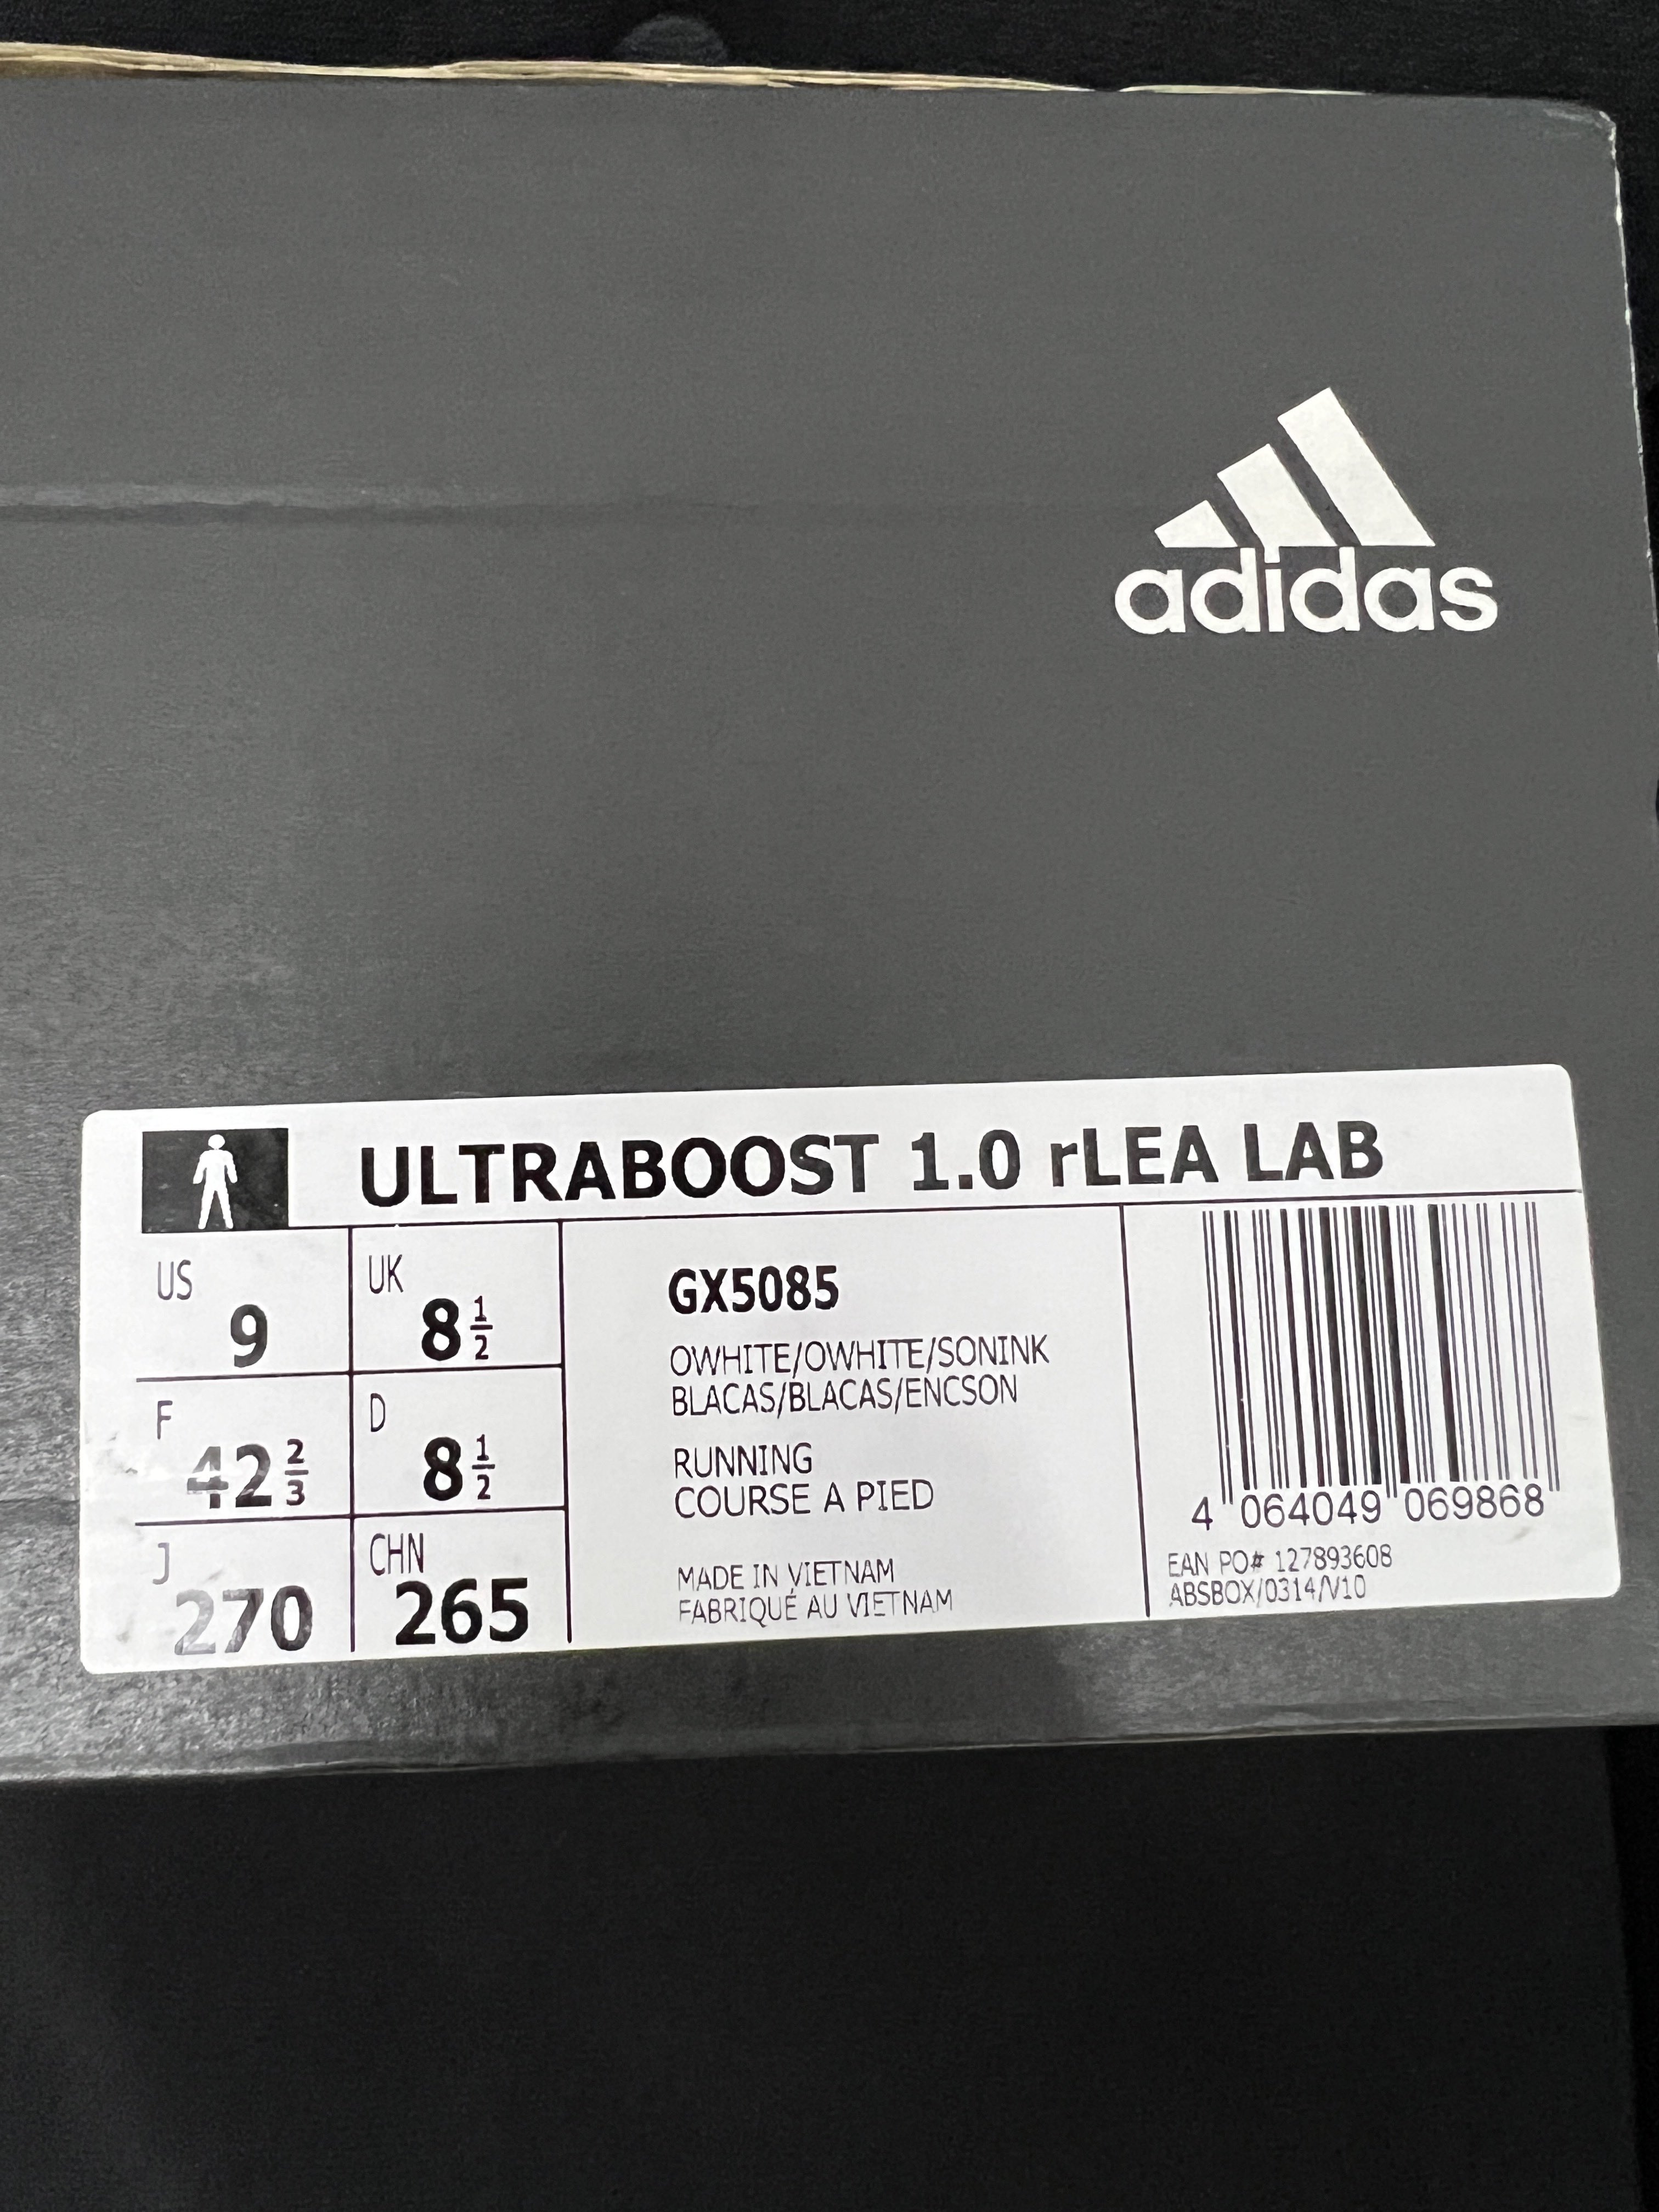 adidas
ULTRABOOST 1.0 rLEA LAB
US
9
UK
8 1/2
F
42 2/3
D
8 1/2
J
270
CHN
265
GX5085
OWHITE/OWHITE/SONINK
BLACAS/BLACAS/ENCSON
RUNNING
COURSE A PIED
MADE IN VIETNAM
FABRIQUÉ AU VIETNAM
4 064049 069868
EAN PO# 127893608
ABSBOX/0314/V10